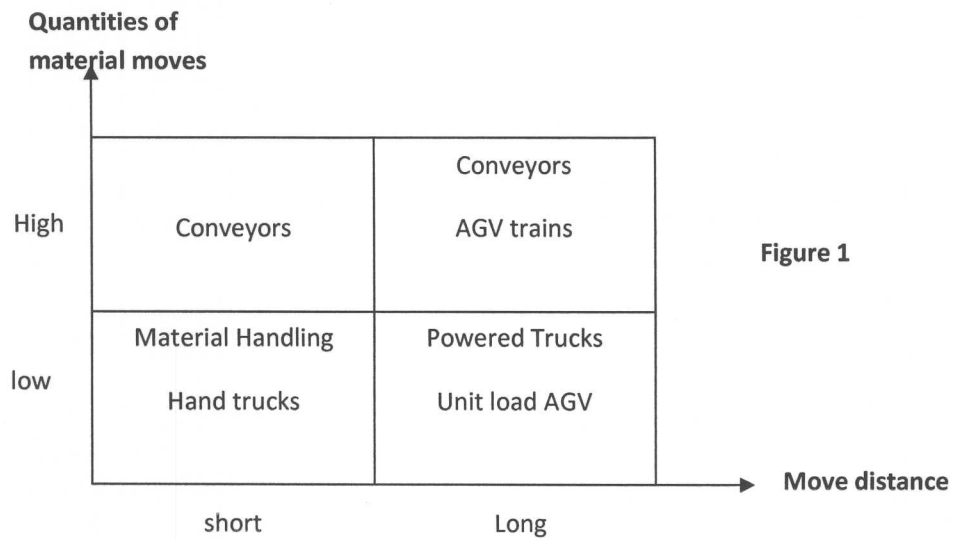 Quantities of
material moves
Conveyors
High
Conveyors
AGV trains
Figure 1
Material Handling
Powered Trucks
low
Hand trucks
Unit load AGV
Move distance
short
Long